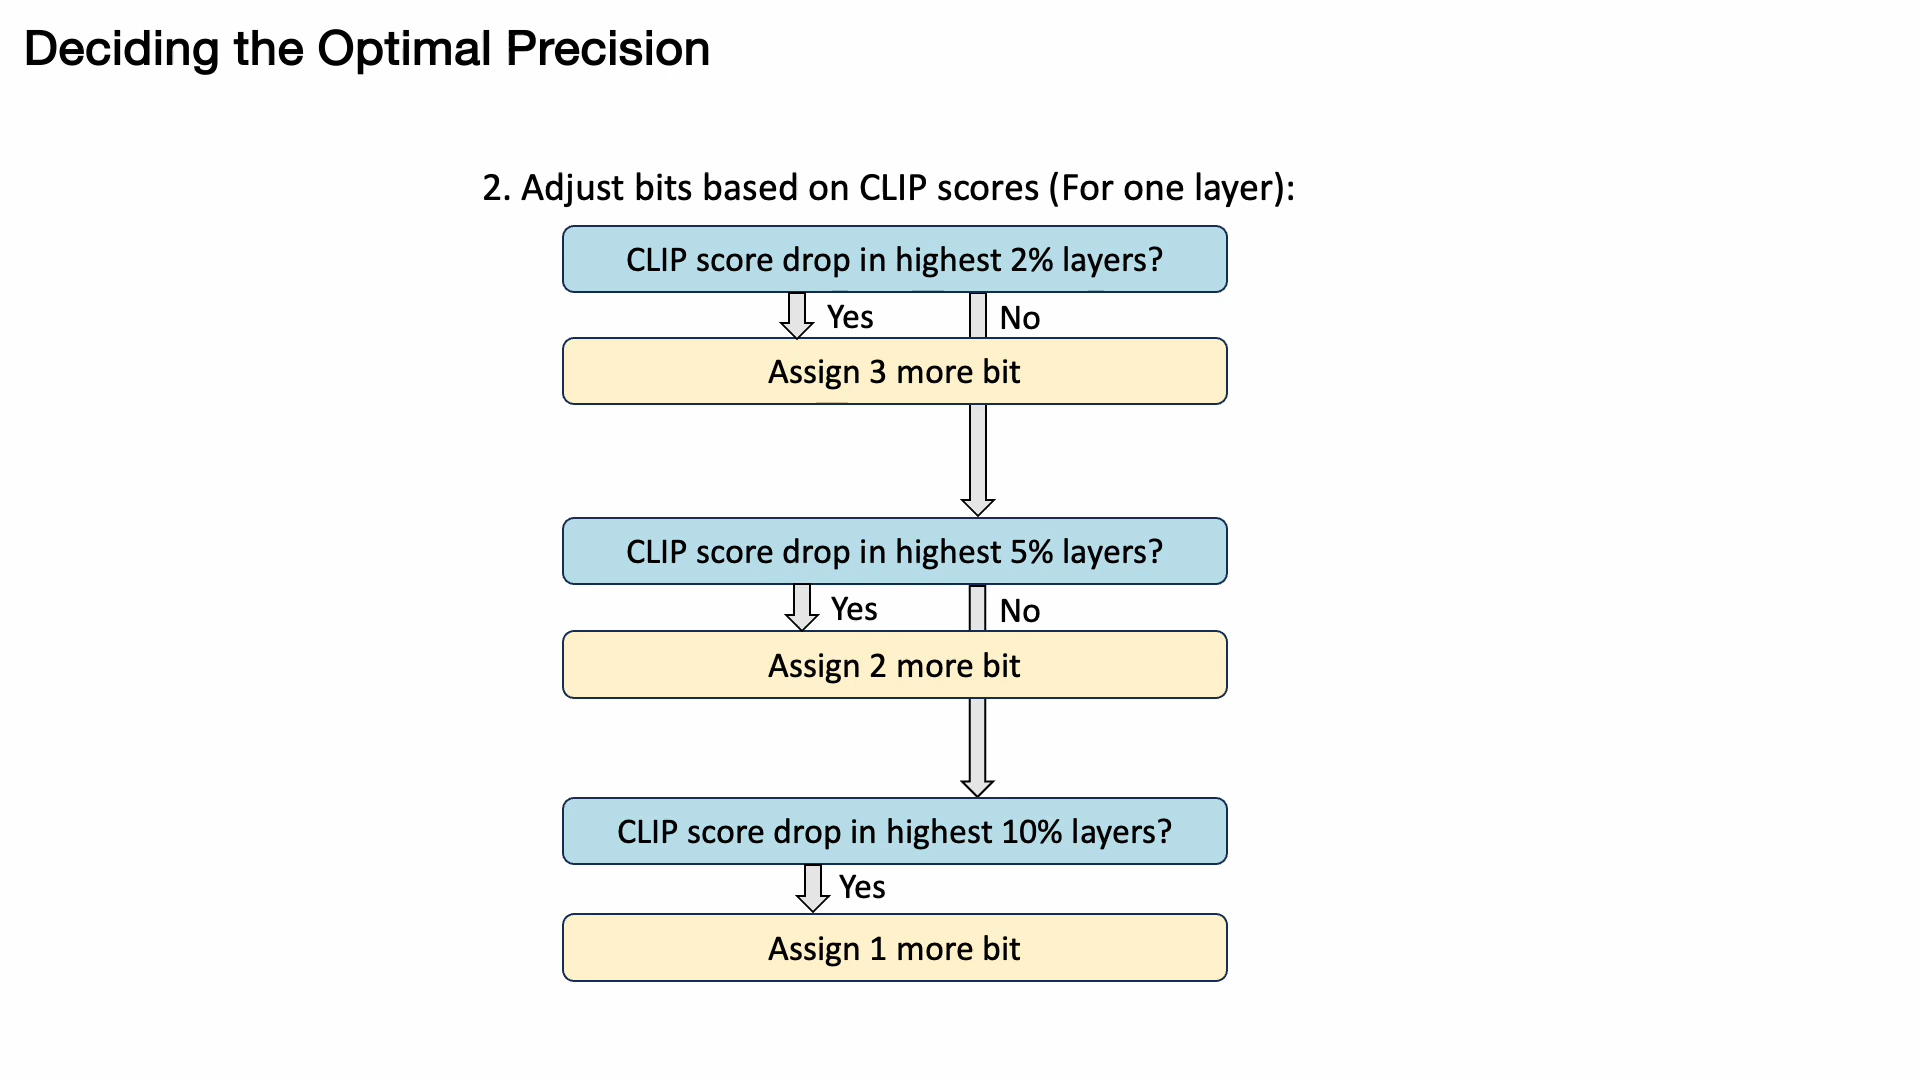 Deciding the Optimal Precision
2. Adjust bits based on CLIP scores (For one layer):
CLIP score drop in highest 2% layers?
Yes
No
Assign 3 more bit
CLIP score drop in highest 5% layers?
Yes
No
Assign 2 more bit
CLIP score drop in highest 10% layers?
Yes
Assign 1 more bit